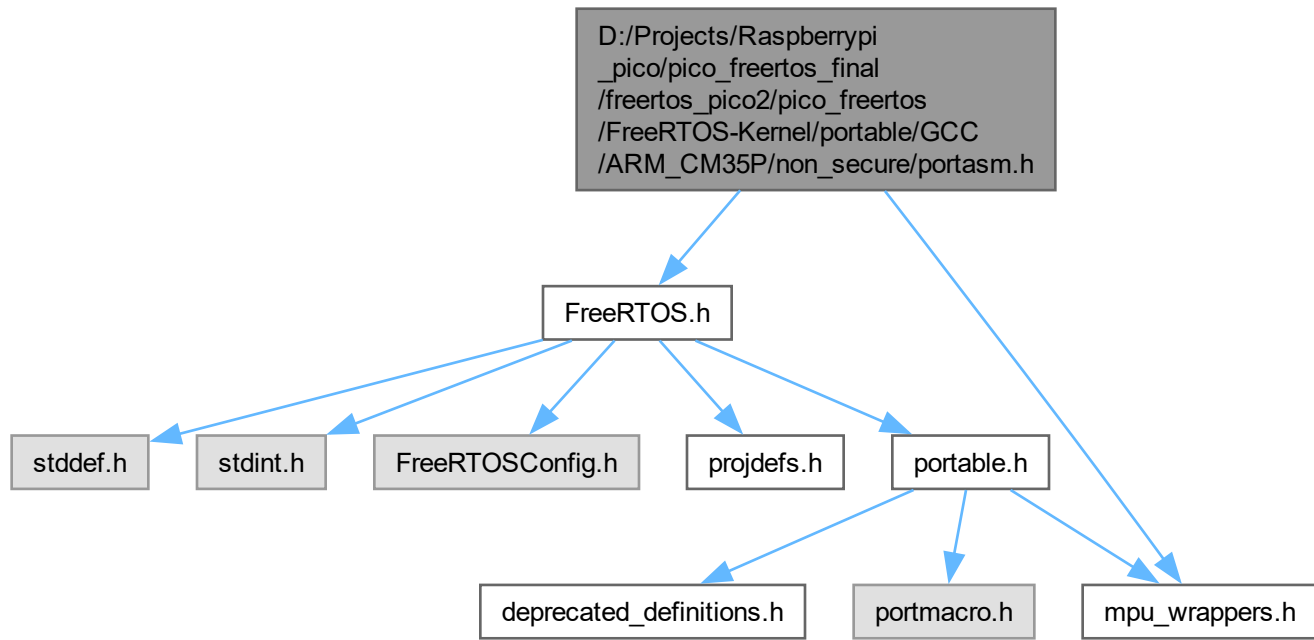 D:/Projects/Raspberrypi
_pico/pico_freertos_final
/freertos_pico2/pico_freertos
/FreeRTOS-Kernel/portable/GCC
/ARM_CM35P/non_secure/portasm.h
FreeRTOS.h
stddef.h
stdint.h
FreeRTOSConfig.h
projdefs.h
portable.h
deprecated_definitions.h
portmacro.h
mpu_wrappers.h